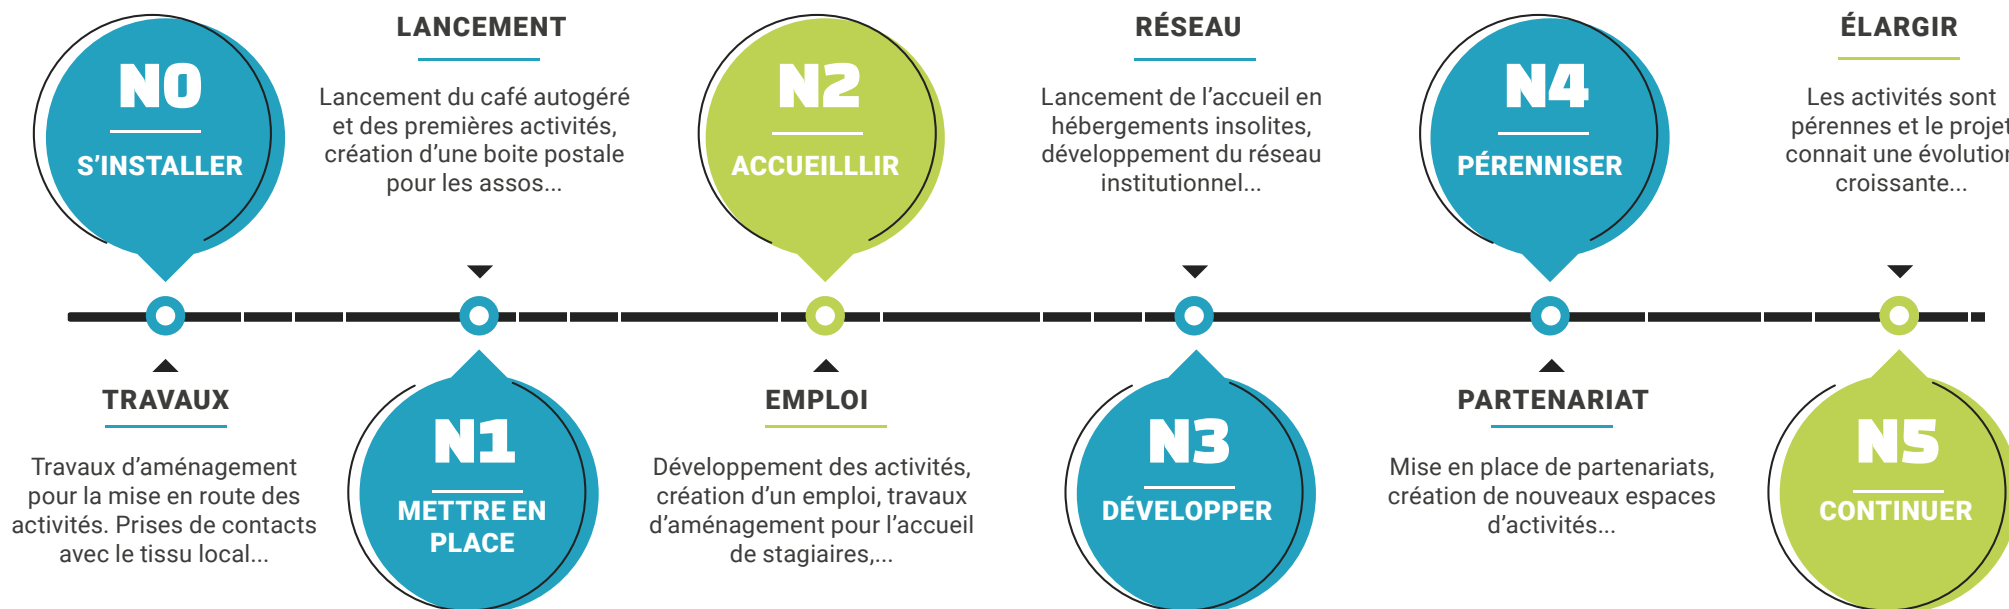 N0
S'INSTALLER
TRAVAUX
Travaux d'aménagement
pour la mise en route des
activités. Prises de contacts
avec le tissu local...
LANCEMENT
Lancement du café autogéré
et des premières activités,
création d'une boite postale
pour les assos...
N1
METTRE EN
PLACE
N2
ACCUEILLLIR
EMPLOI
Développement des activités,
création d'un emploi, travaux
d'aménagement pour l'accueil
de stagiaires,...
RÉSEAU
Lancement de l'accueil en
hébergements insolites,
développement du réseau
institutionnel...
N3
DÉVELOPPER
N4
PÉRENNISER
PARTENARIAT
Mise en place de partenariats,
création de nouveaux espaces
d'activités...
ÉLARGIR
Les activités sont
pérennes et le projet
connait une évolution
croissante...
N5
CONTINUER